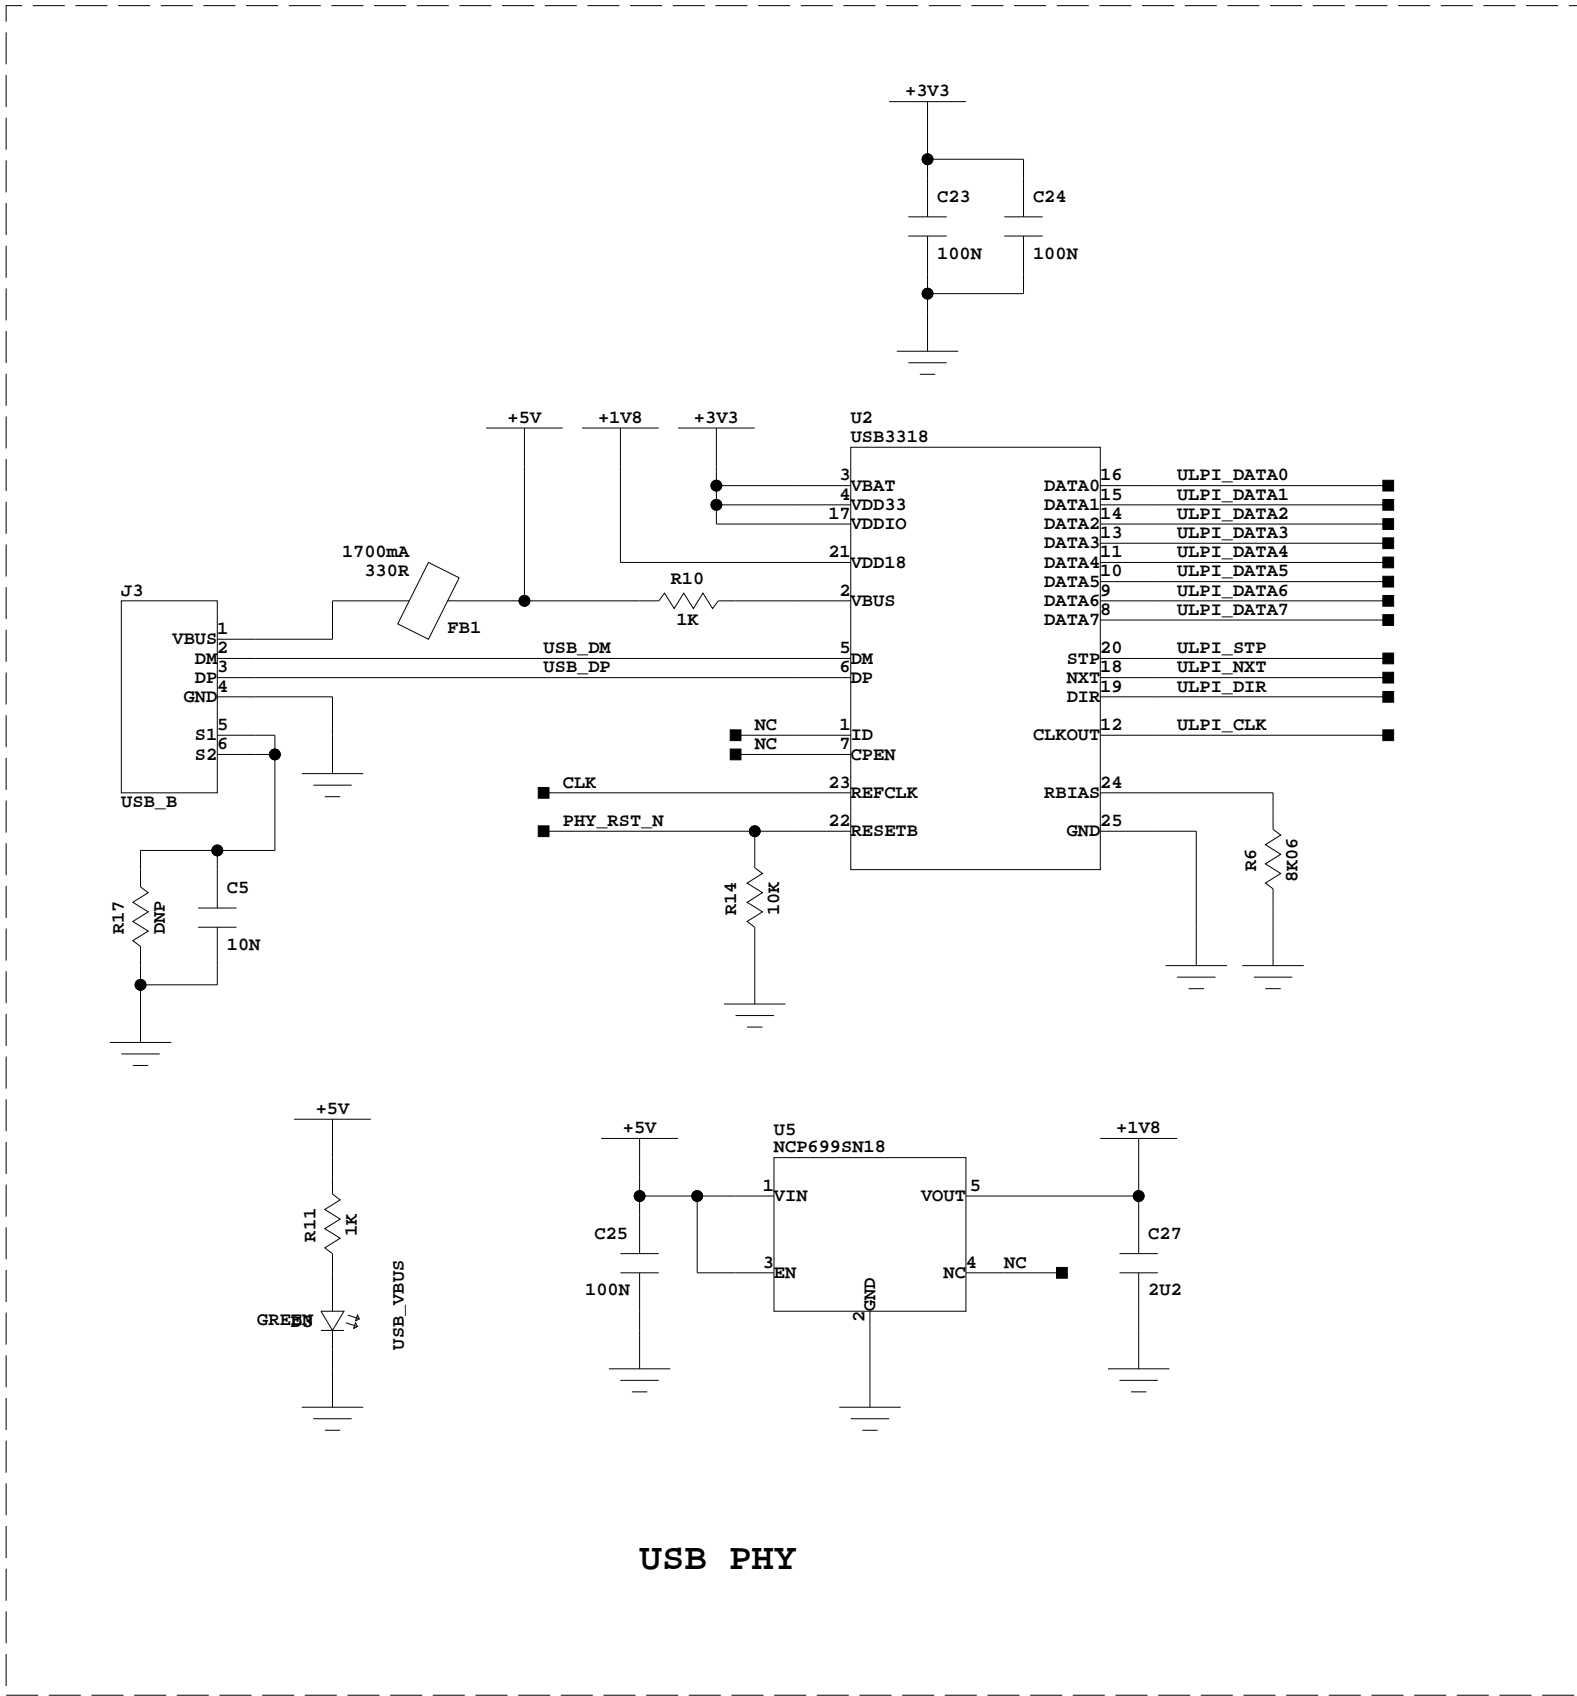 +3V3
C23
C24
100N
100N
+5V
+1V8
+3V3
U2
USB3318
3
VBAT
4
VDD33
17
VDDIO
21
VDD18
2
VBUS
5
DM
6
DP
1
ID
7
CPEN
23
REFCLK
22
RESETB
DATA0
16
ULPI_DATA0
DATA1
15
ULPI_DATA1
DATA2
14
ULPI_DATA2
DATA3
13
ULPI_DATA3
DATA4
11
ULPI_DATA4
DATA5
10
ULPI_DATA5
DATA6
9
ULPI_DATA6
DATA7
8
ULPI_DATA7
STP
20
ULPI_STP
NXT
18
ULPI_NXT
DIR
19
ULPI_DIR
CLKOUT
12
ULPI_CLK
RBIAS
24
GND
25
R6
8K06
1700mA
330R
FB1
R10
1K
J3
VBUS
1
DM
2
DP
3
GND
4
S1
5
S2
6
USB_B
USB_DM
USB_DP
NC
NC
CLK
PHY_RST_N
R14
10K
R17
DNP
C5
10N
+5V
R11
1K
GREEN
USB_VBUS
+5V
C25
100N
U5
NCP699SN18
1
VIN
3
EN
2
GND
VOUT
5
NC
4
NC
+1V8
C27
2U2
USB PHY